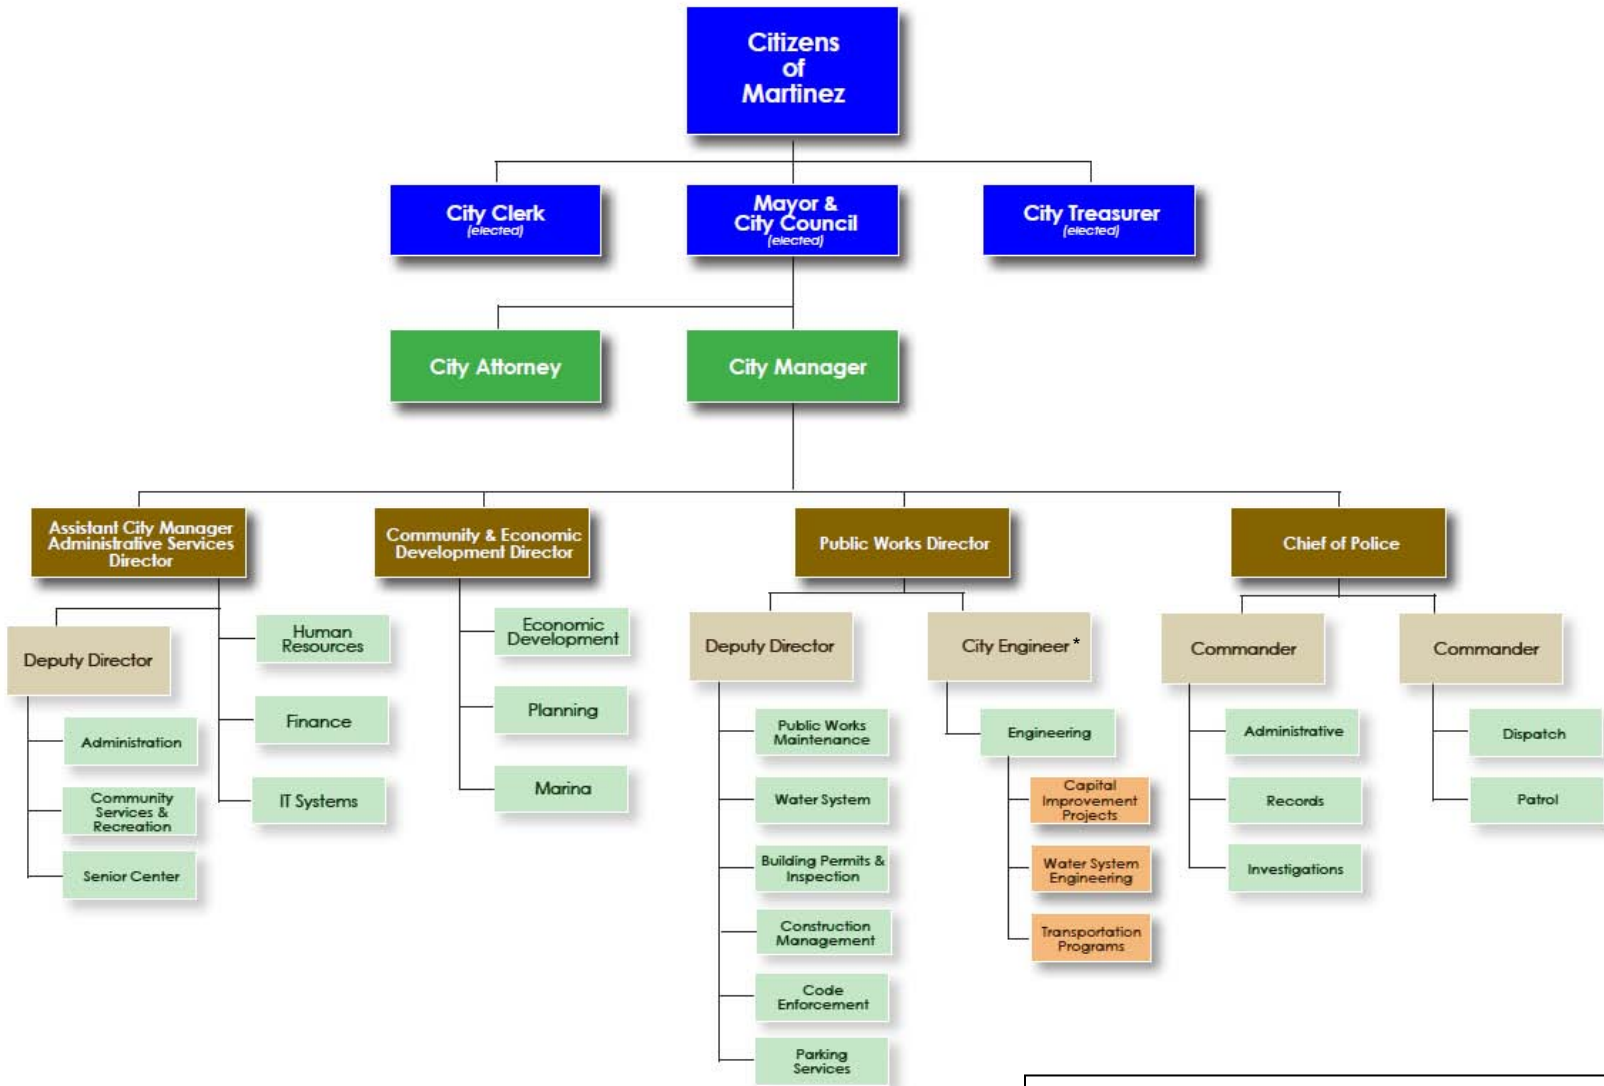 Citizens
of
Martinez
City Clerk
(elected)
Mayor &
City Council
(elected)
City Treasurer
(elected)
City Attorney
City Manager
Assistant City Manager
Administrative Services
Director
Community & Economic
Development Director
Public Works Director
Chief of Police
Deputy Director
Administration
Community
Services &
Recreation
Senior Center
Human
Resources
Finance
IT Systems
Economic
Development
Planning
Marina
Deputy Director
Public Works
Maintenance
Water System
Building Permits &
Inspection
Construction
Management
Code
Enforcement
Parking
Services
City Engineer *
Engineering
Capital
Improvement
Projects
Water System
Engineering
Transportation
Programs
Commander
Administrative
Records
Investigations
Commander
Dispatch
Patrol